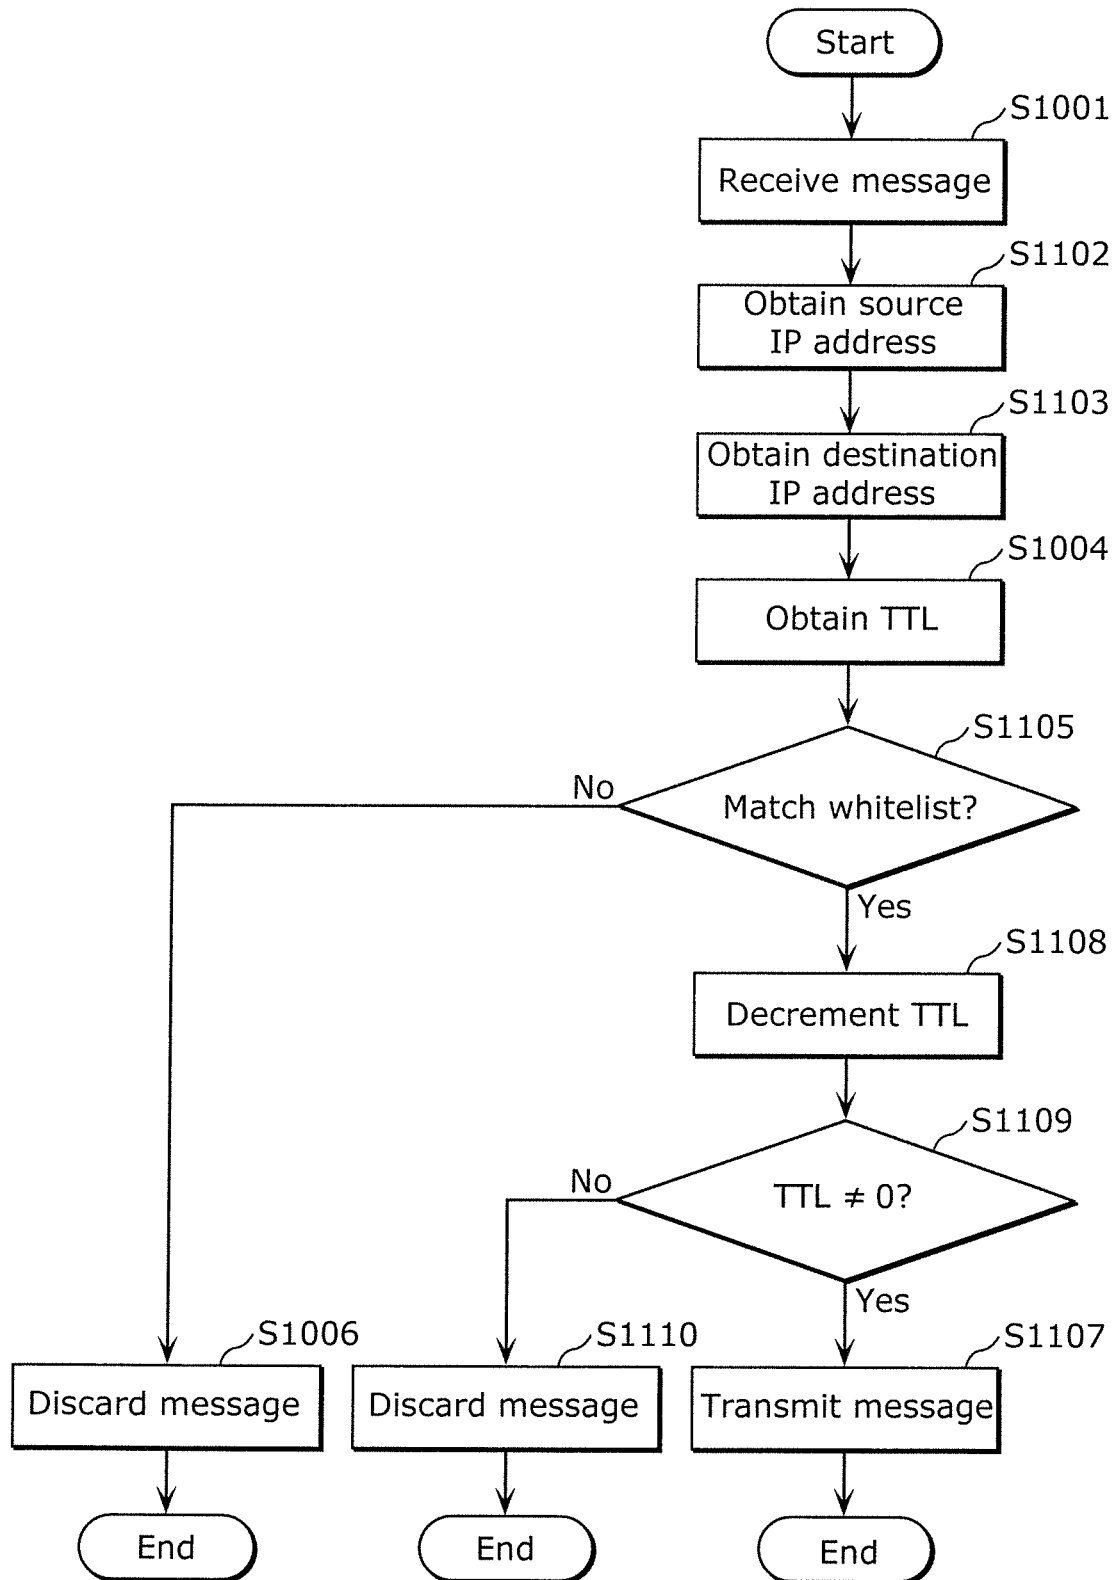 Start
S1001
Receive message
S1102
Obtain source
IP address
S1103
Obtain destination
IP address
S1004
Obtain TTL
S1105
No
Match whitelist?
Yes
S1108
Decrement TTL
S1109
No
TTL ≠ 0?
Yes
S1006
S1110
S1107
Discard message
Discard message
Transmit message
End
End
End